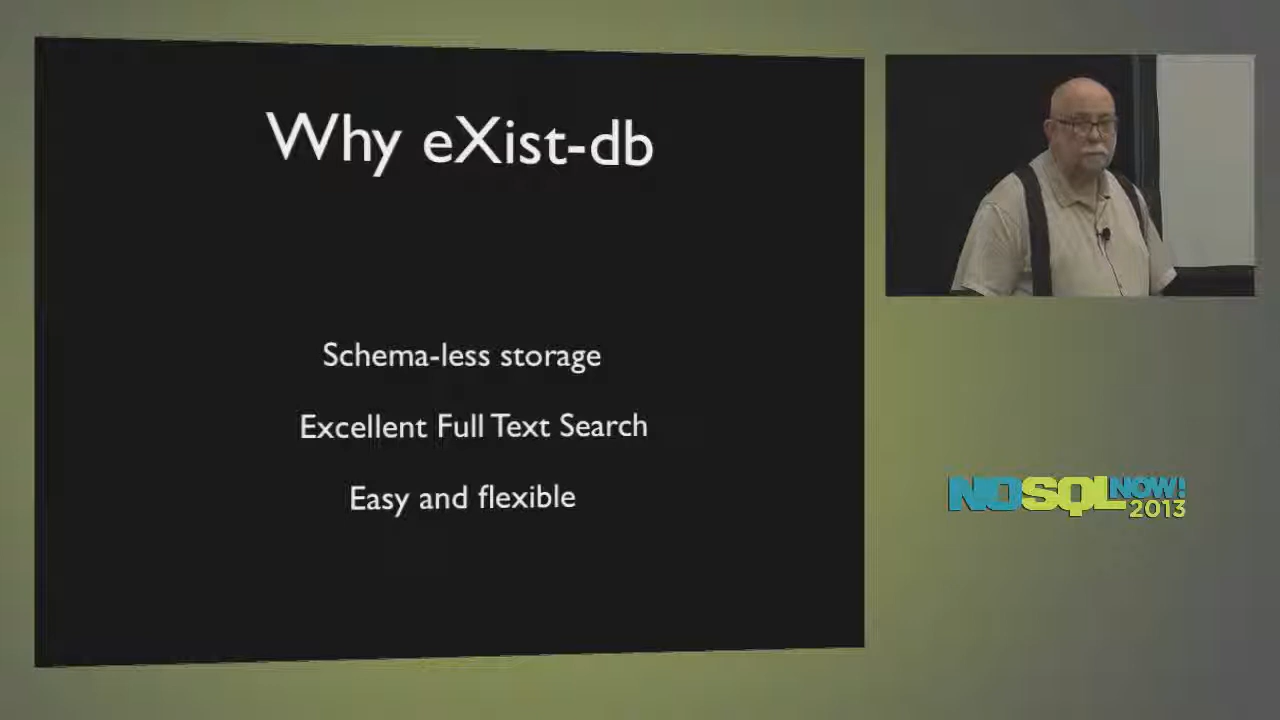 Why eXist-db
Schema-less storage
Excellent Full Text Search
Easy and flexible
NOSQL NOW!
2013